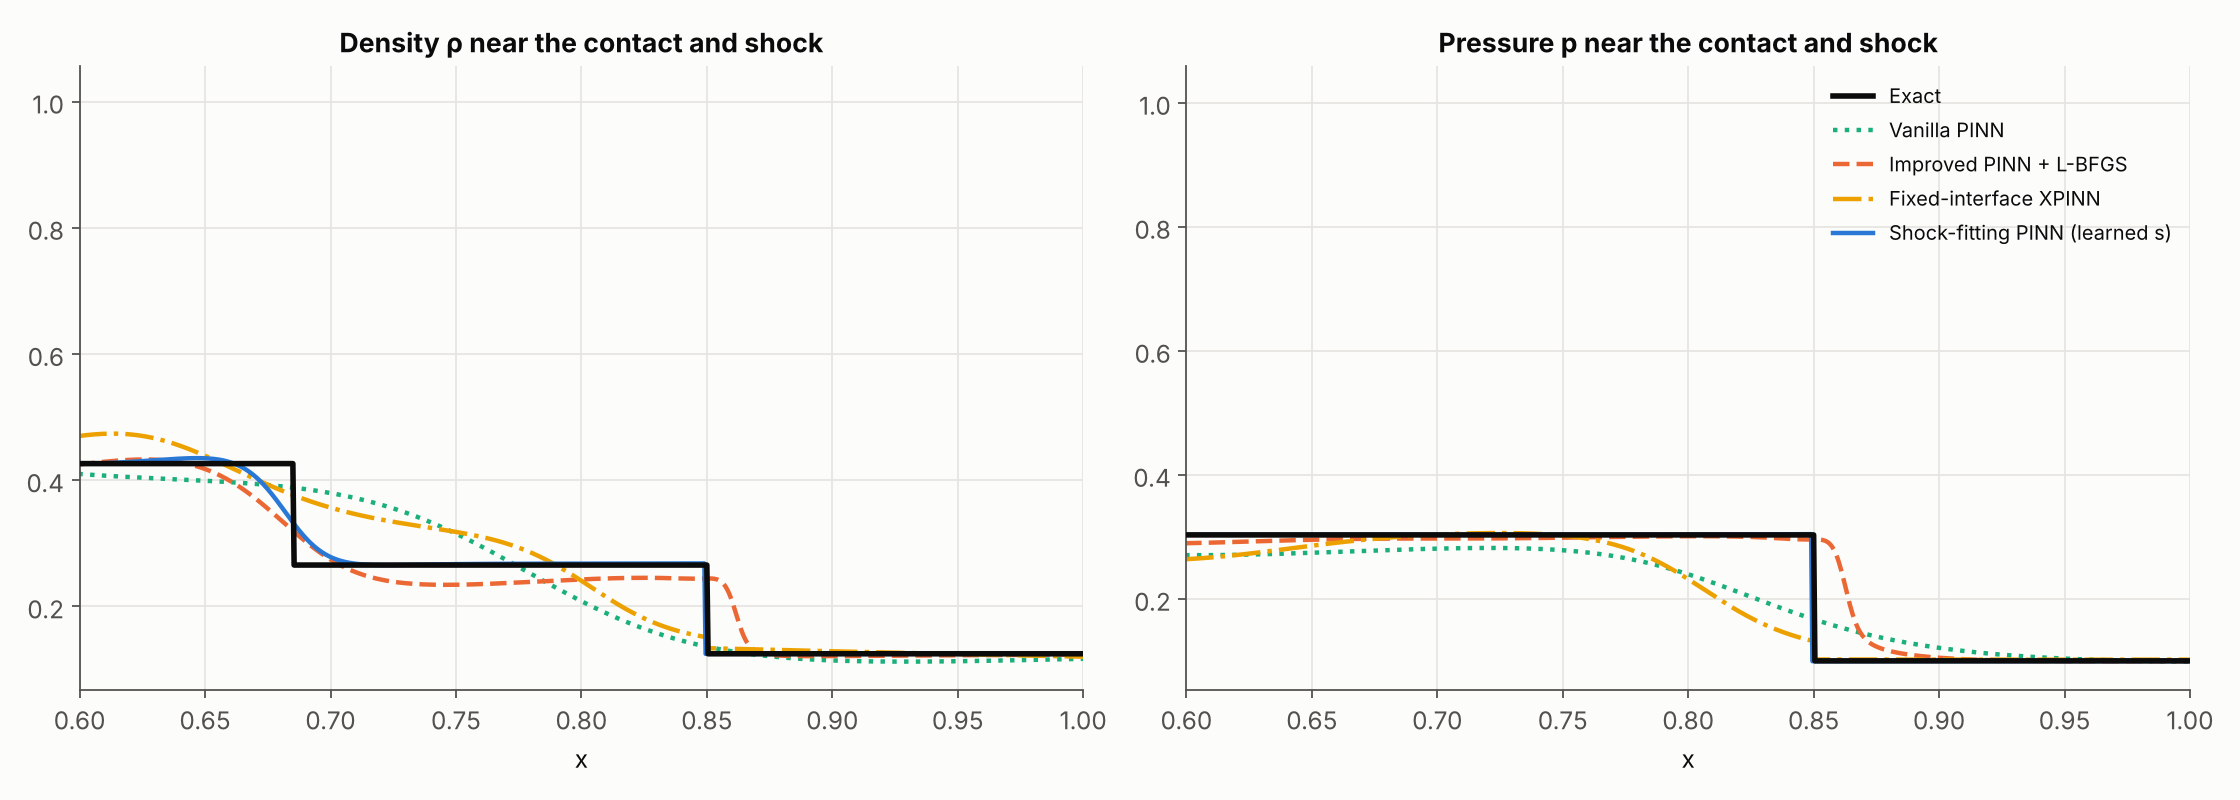 Density ρ near the contact and shock
1.0
0.8
0.6
0.4
0.2
0.60 0.65 0.70 0.75 0.80 0.85 0.90 0.95 1.00
x
Pressure p near the contact and shock
Exact
Vanilla PINN
Improved PINN + L-BFGS
Fixed-interface XPINN
Shock-fitting PINN (learned s)
1.0
0.8
0.6
0.4
0.2
0.60 0.65 0.70 0.75 0.80 0.85 0.90 0.95 1.00
x